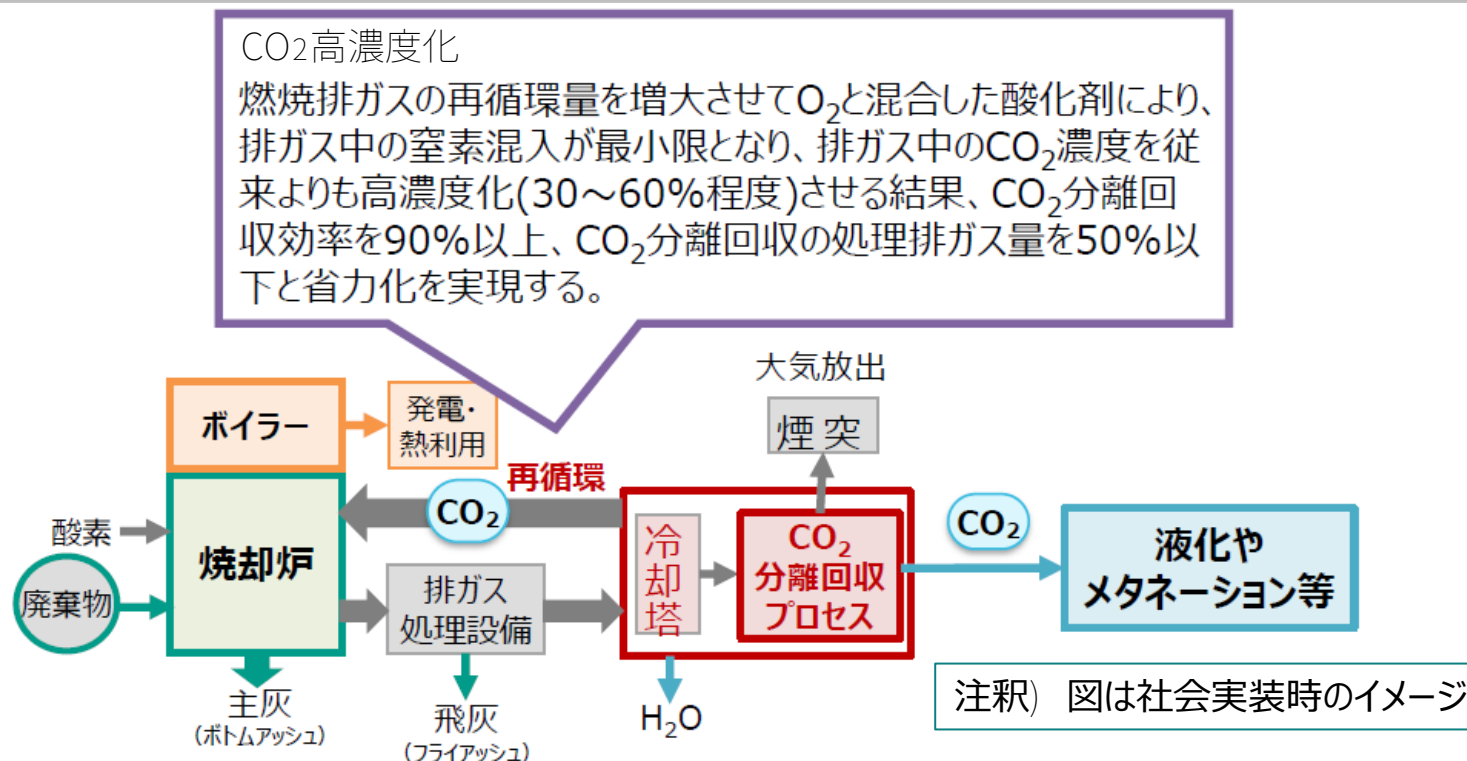 CO2高濃度化
燃焼排ガスの再循環量を増大させてO₂と混合した酸化剤により、
排ガス中の窒素混入が最小限となり、排ガス中のCO₂濃度を従
来よりも高濃度化(30～60%程度)させる結果、CO₂分離回
収効率を90%以上、CO₂分離回収の処理排ガス量を50%以
下と省力化を実現する。
大気放出
煙突
ボイラー
発電・
熱利用
再循環
CO₂
酸素
廃棄物
焼却炉
排ガス
処理設備
冷
却
塔
CO₂
分離回収
プロセス
CO₂
液化や
メタネーション等
主灰
(ボトムアッシュ)
飛灰
(フライアッシュ)
H₂O
注釈) 図は社会実装時のイメージ